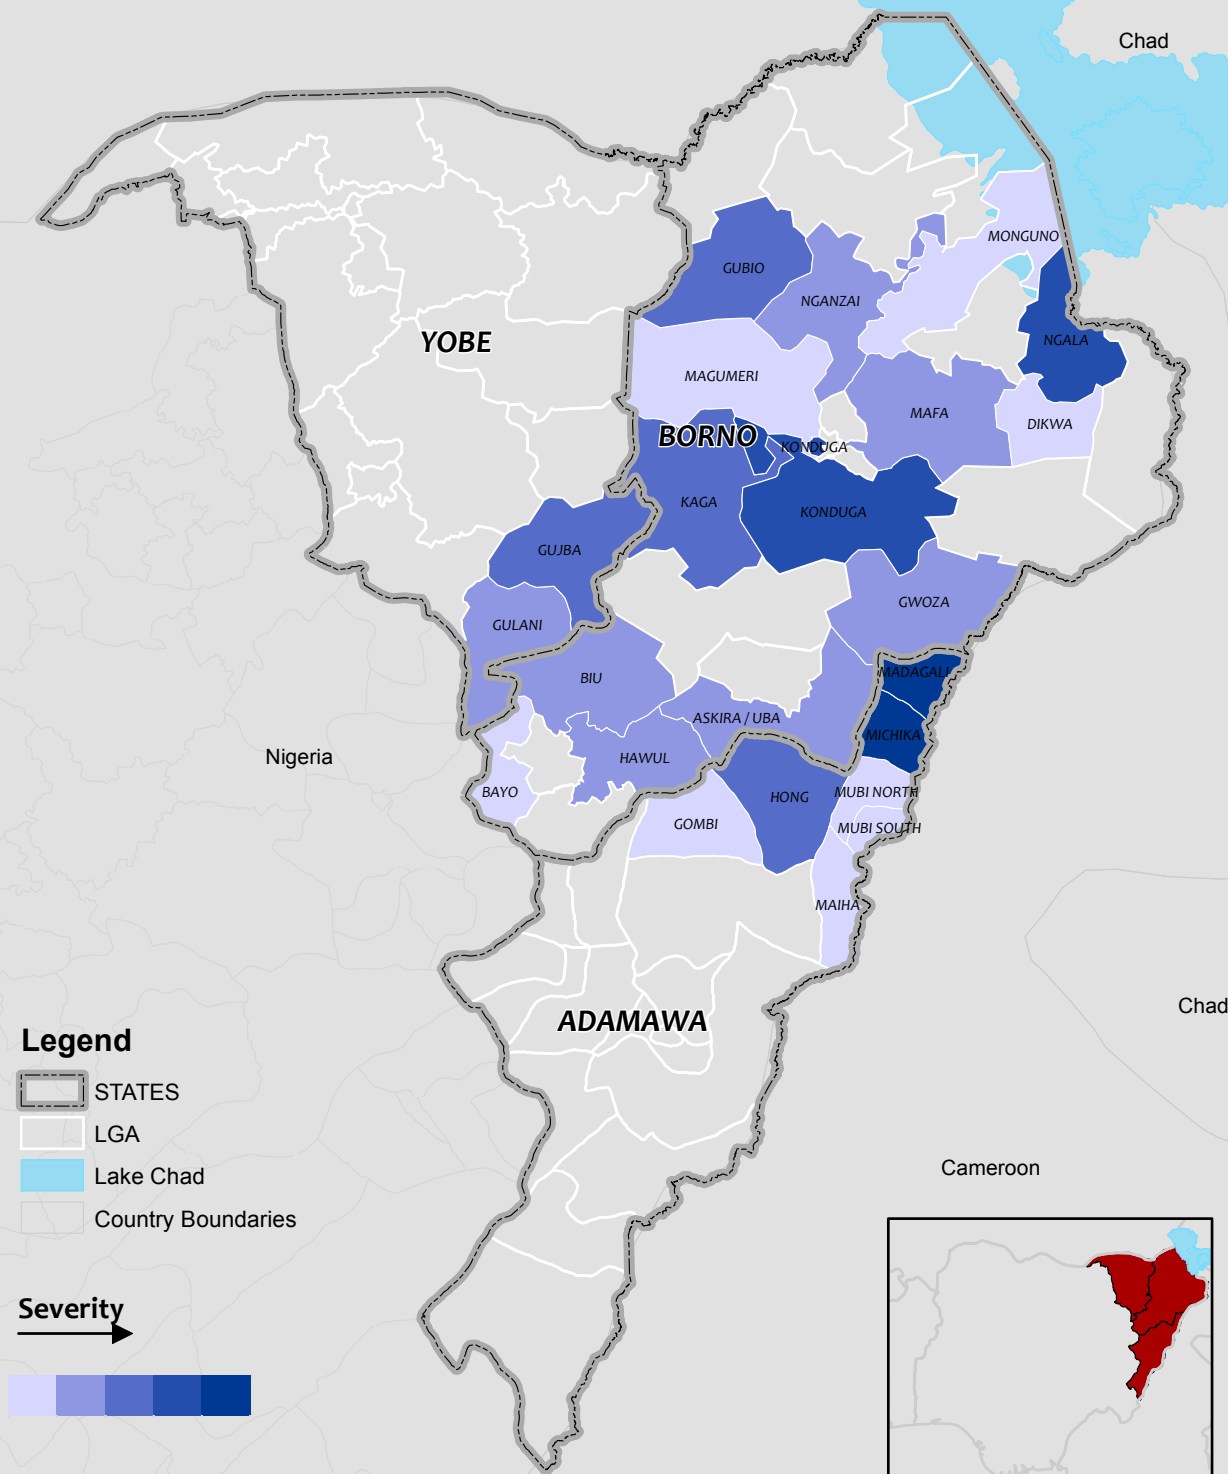 Chad
MONGUNO
GUBIO
NGANZAI
YOBE
NGALA
MAGUMERI
MAFA
DIKWA
BORNO
KONDUGA
KAGA
KONDUGA
GUJBA
GWOZA
GULANI
MADAGALI
BIU
ASKIRA / UBA
MICHIKA
Nigeria
HAWUL
BAYO
HONG
MUBI NORTH
GOMBI
MUBI SOUTH
MAIHA
Chad
ADAMAWA
Legend
STATES
LGA
Lake Chad
Country Boundaries
Cameroon
Severity